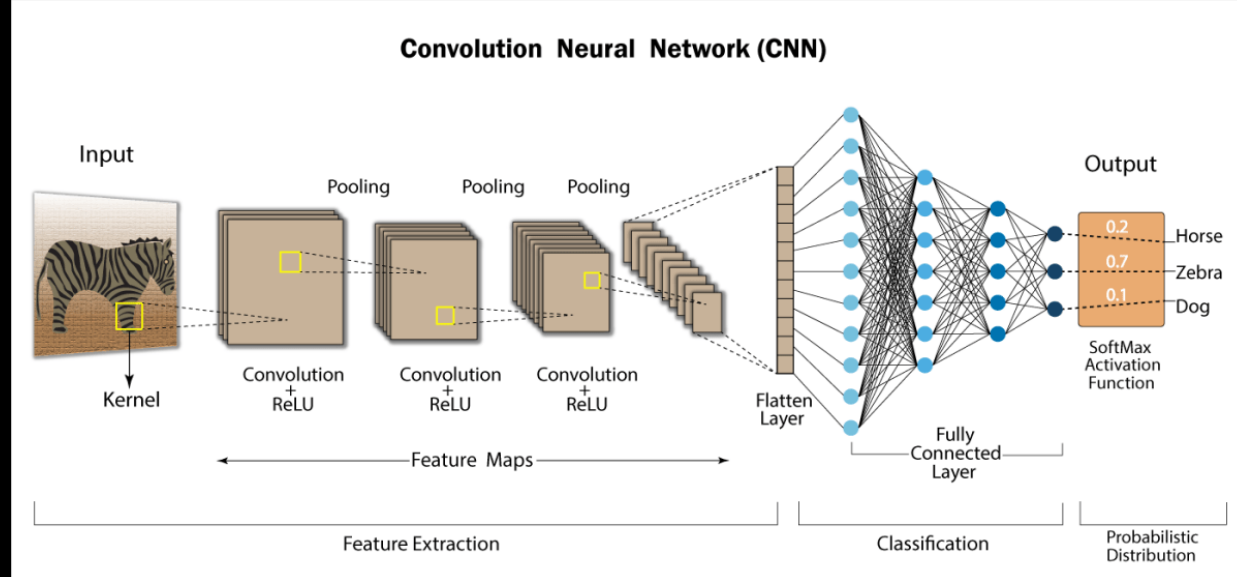 Convolution Neural Network (CNN)
Input
Kernel
Pooling
Pooling
Pooling
Convolution
+
ReLU
Convolution
+
ReLU
Convolution
+
ReLU
Feature Maps
Flatten
Layer
Fully
Connected
Layer
Output
0.2
Horse
0.7
Zebra
0.1
Dog
SoftMax
Activation
Function
Feature Extraction
Classification
Probabilistic
Distribution